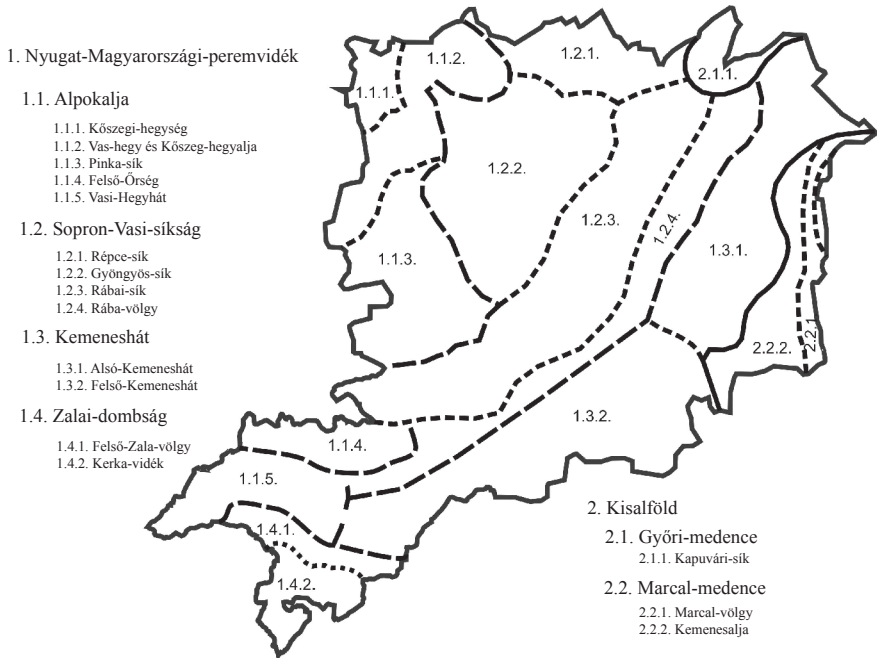 1. Nyugat-Magyarországi-peremvidék
1.1. Alpokalja
1.1.1. Kőszegi-hegység
1.1.2. Vas-hegy és Kőszeg-hegyalja
1.1.3. Pinka-sík
1.1.4. Felső-Őrség
1.1.5. Vasi-Hegyhát
1.2. Sopron-Vasi-síkság
1.2.1. Répce-sík
1.2.2. Gyöngyös-sík
1.2.3. Rábai-sík
1.2.4. Rába-völgy
1.3. Kemeneshát
1.3.1. Alsó-Kemeneshát
1.3.2. Felső-Kemeneshát
1.4. Zalai-dombság
1.4.1. Felső-Zala-völgy
1.4.2. Kerka-vidék
1.1.1.
1.1.2.
1.2.1.
2.1.1.
1.2.2.
1.2.3.
1.2.4.
1.3.1.
1.1.3.
2.2.2.
2.2.1
1.3.2.
1.1.4.
1.1.5.
1.4.1.
1.4.2.
2. Kisalföld
2.1. Győri-medence
2.1.1. Kapuvári-sík
2.2. Marcal-medence
2.2.1. Marcal-völgy
2.2.2. Kemenesalja